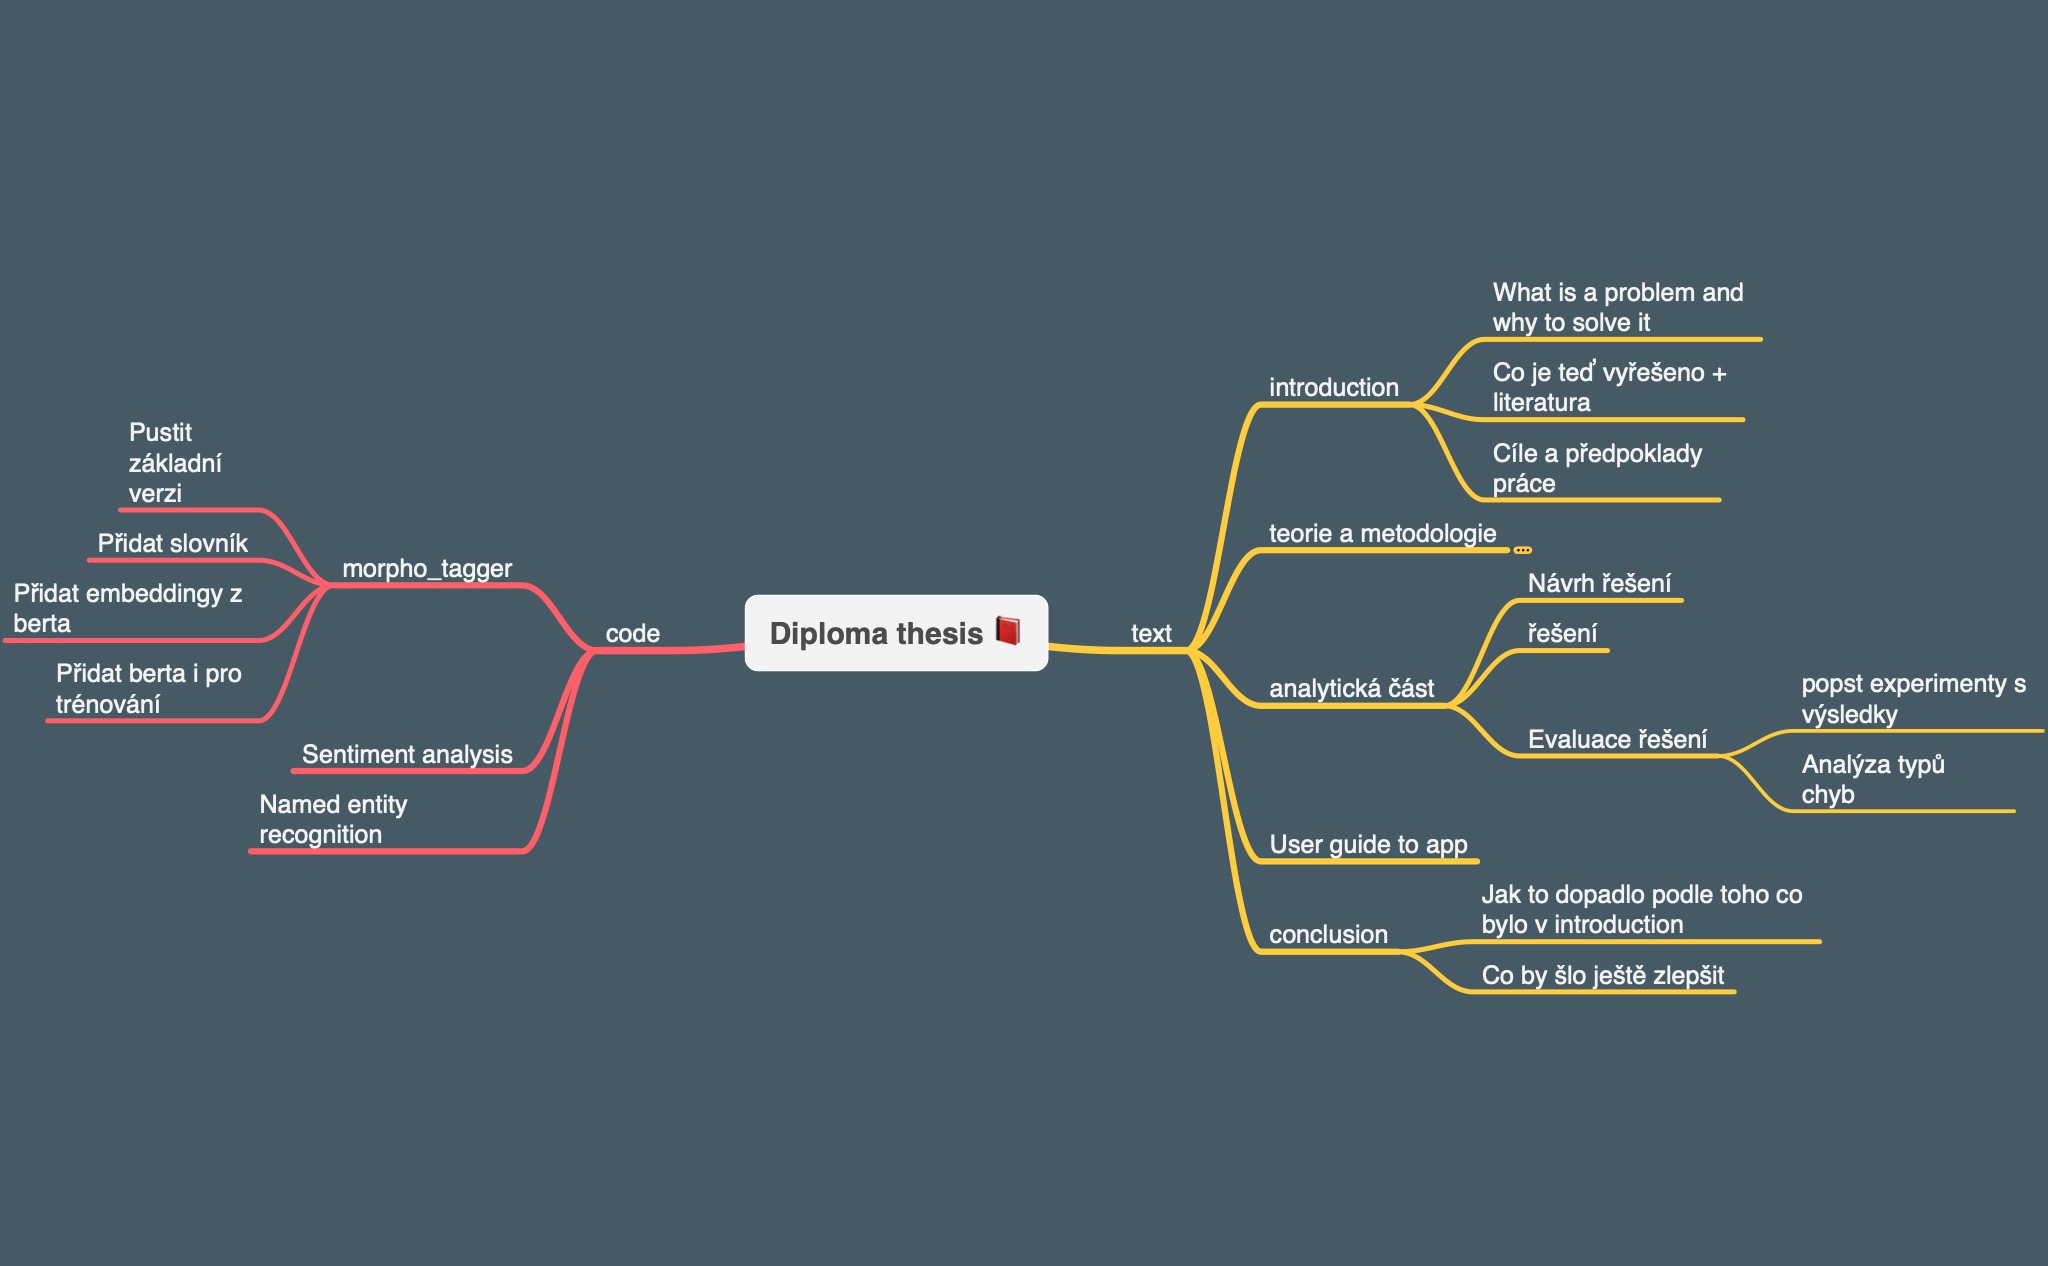 Diploma thesis 📕
code
morpho_tagger
Pustit
základní
verzi
Přidat slovník
Přidat embeddingy z
berta
Přidat berta i pro
trénování
Sentiment analysis
Named entity
recognition
text
introduction
What is a problem and
why to solve it
Co je teď vyřešeno +
literatura
Cíle a předpoklady
práce
teorie a metodologie
analytická část
Návrh řešení
řešení
Evaluace řešení
popst experimenty s
výsledky
Analýza typů
chyb
User guide to app
conclusion
Jak to dopadlo podle toho co
bylo v introduction
Co by šlo ještě zlepšit